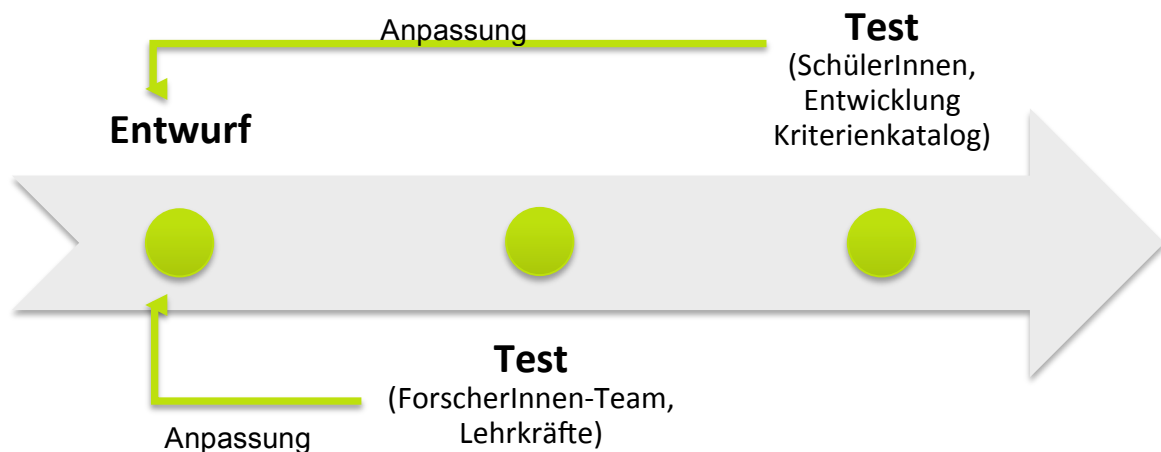 Anpassung
Test
(SchülerInnen,
Entwicklung
Kriterienkatalog)
Entwurf
Test
(ForscherInnen-Team,
Lehrkräfte)
Anpassung